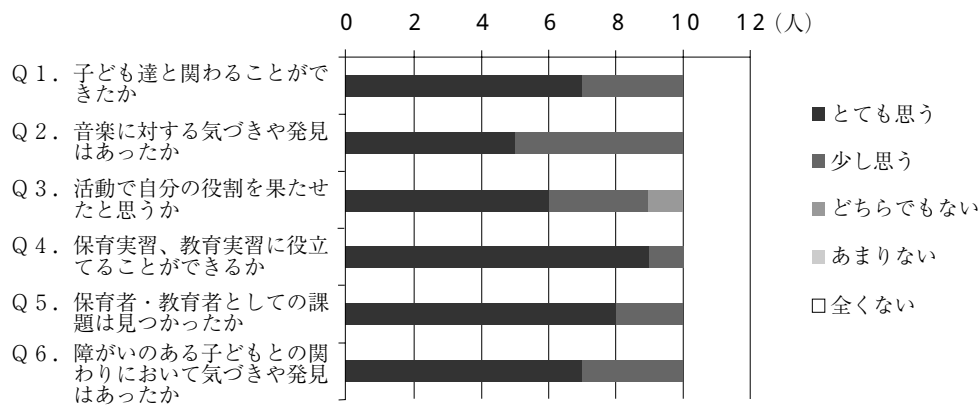 0 2 4 6 8 10 12（人）
Q1．子ども達と関わることがで
きたか
Q2．音楽に対する気づきや発見
はあったか
Q3．活動で自分の役割を果たせ
たと思うか
Q4．保育実習、教育実習に役立
てることができるか
Q5．保育者・教育者としての課
題は見つかったか
Q6．障がいのある子どもとの関
わりにおいて気づきや発見
はあったか
とても思う
少し思う
どちらでもない
あまりない
全くない